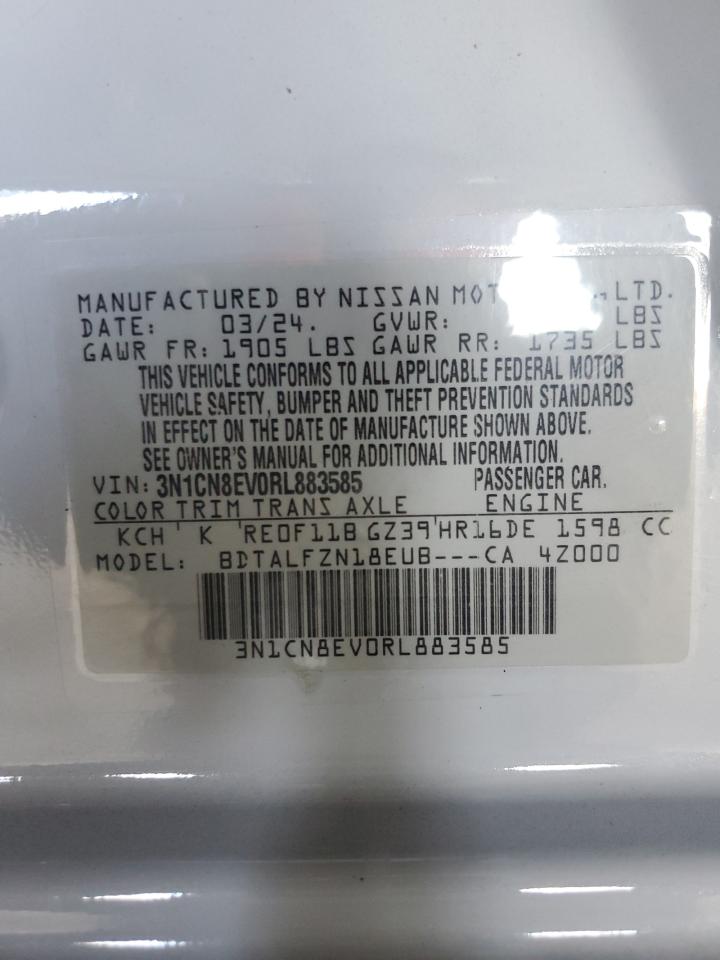 MANUFACTURED BY NISSAN LTD.
DATE: 03/24. GVWR: LBS
GAWR FR: 1905 LBS GAWR RR: 1735 LBS
THIS VEHICLE CONFORMS TO ALL APPLICABLE FEDERAL MOTOR
VEHICLE SAFETY, BUMPER AND THEFT PREVENTION STANDARDS
IN EFFECT ON THE DATE OF MANUFACTURE SHOWN ABOVE.
SEE OWNER'S MANUAL FOR ADDITIONAL INFORMATION.
VIN: 3N1CN8EV0RL883585 PASSENGER CAR.
COLOR TRIM TRANS AXLE ENGINE
KCH K RE0F11B GZ39 HR16DE 1598 CC
MODEL: BDTALFZN18EUB---CA 4Z000
3N1CN8EV0RL883585